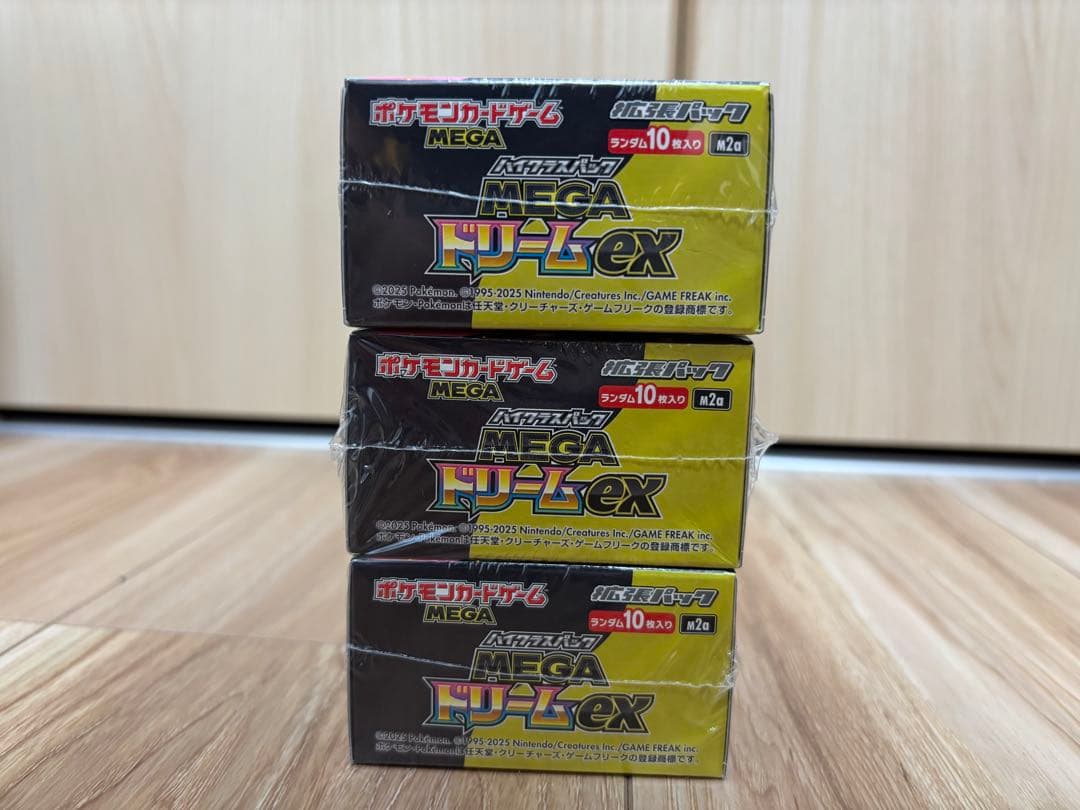 ポケモンカードゲーム
MEGA
拡張パック
ランダム10枚入り M2a
ハイクラスパック
MEGA
ドリームex
©2025 Pokémon. ©1995-2025 Nintendo/Creatures Inc./GAME FREAK inc.
ポケモン・Pokémonは任天堂・クリーチャーズ・ゲームフリークの登録商標です。
ポケモンカードゲーム
MEGA
拡張パック
ランダム10枚入り M2a
ハイクラスパック
MEGA
ドリームex
©2025 Pokémon. ©1995-2025 Nintendo/Creatures Inc./GAME FREAK inc.
ポケモン・Pokémonは任天堂・クリーチャーズ・ゲームフリークの登録商標です。
ポケモンカードゲーム
MEGA
拡張パック
ランダム10枚入り M2a
ハイクラスパック
MEGA
ドリームex
©2025 Pokémon. ©1995-2025 Nintendo/Creatures Inc./GAME FREAK inc.
ポケモン・Pokémonは任天堂・クリーチャーズ・ゲームフリークの登録商標です。